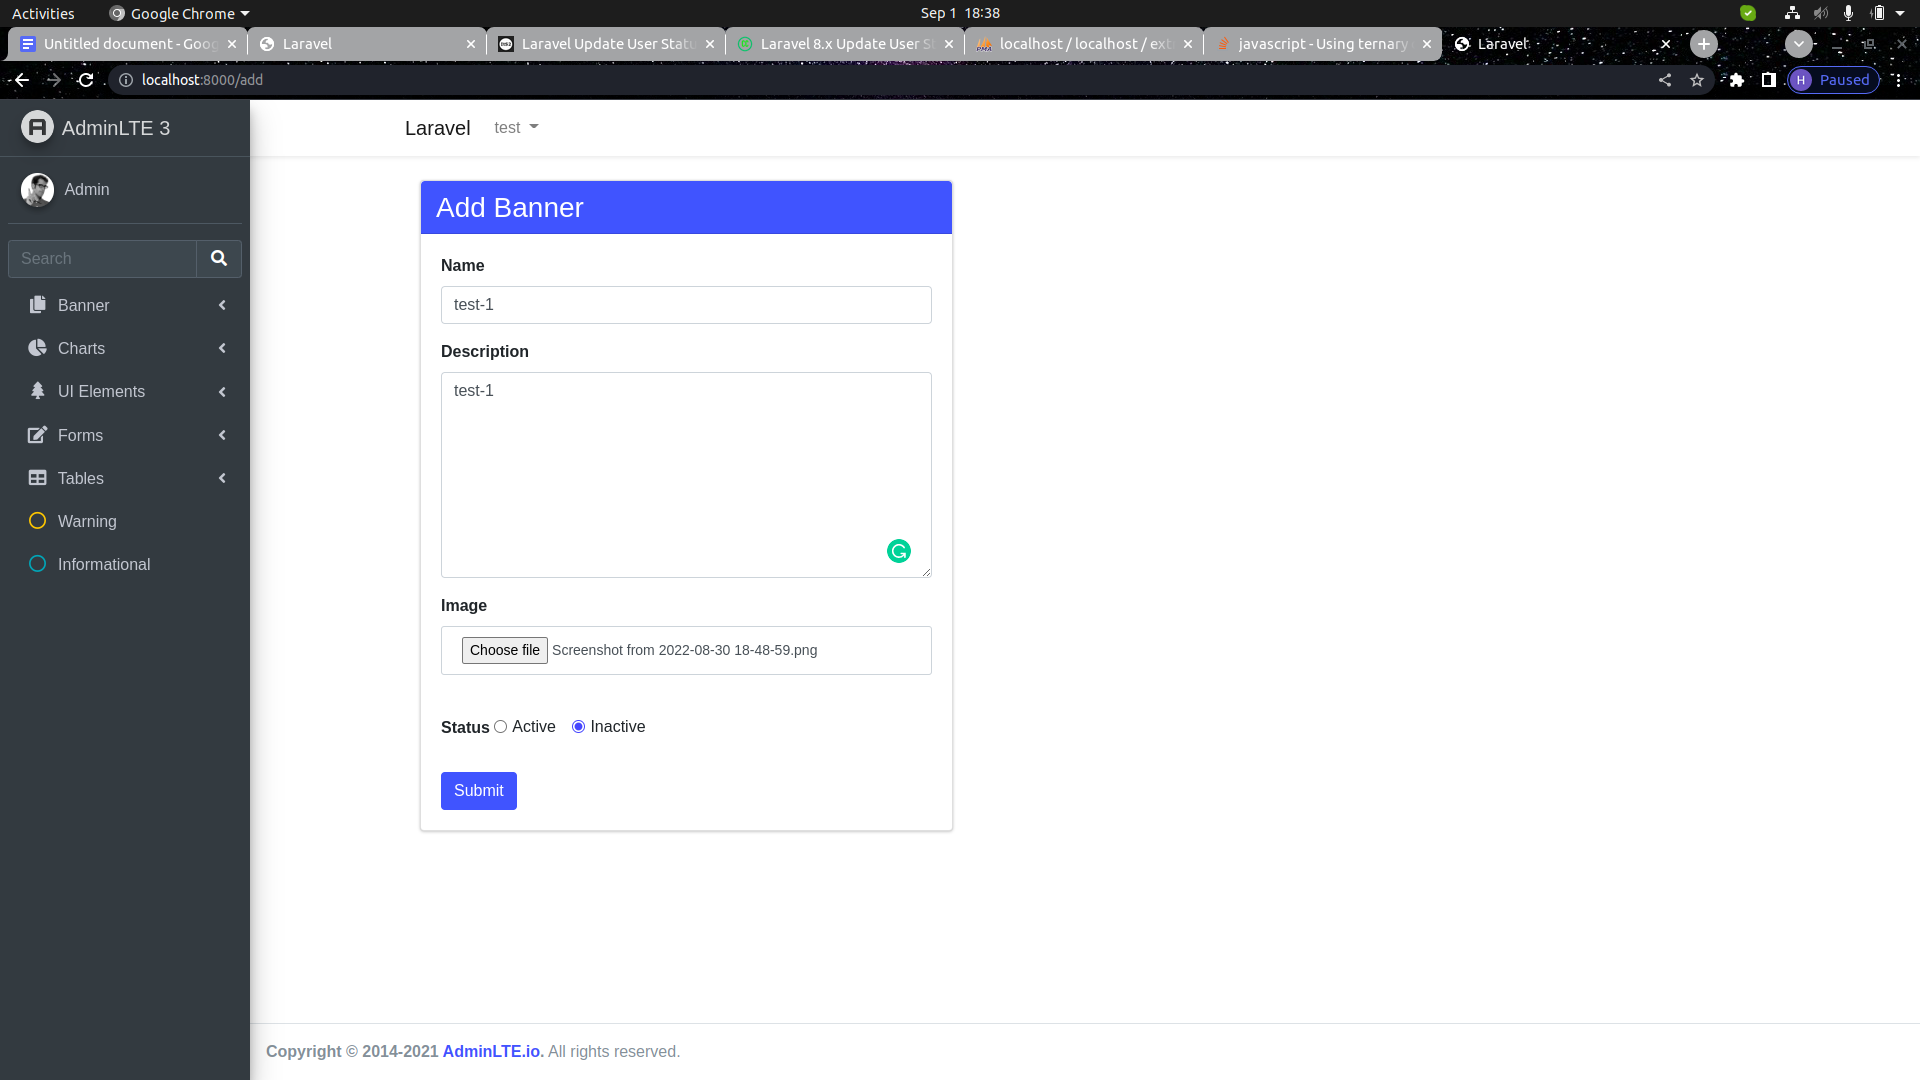 Activities
Google Chrome
Sep 1 18:38
Untitled document - Goog
Laravel
Laravel Update User Statu
Laravel 8.x Update User S
localhost / localhost / ext
javascript - Using ternary
Laravel
localhost:8000/add
H Paused
AdminLTE 3
Laravel test
Admin
Search
Banner
Charts
UI Elements
Forms
Tables
Warning
Informational
Add Banner
Name
test-1
Description
test-1
Image
Choose file Screenshot from 2022-08-30 18-48-59.png
Status Active Inactive
Submit
Copyright © 2014-2021 AdminLTE.io. All rights reserved.